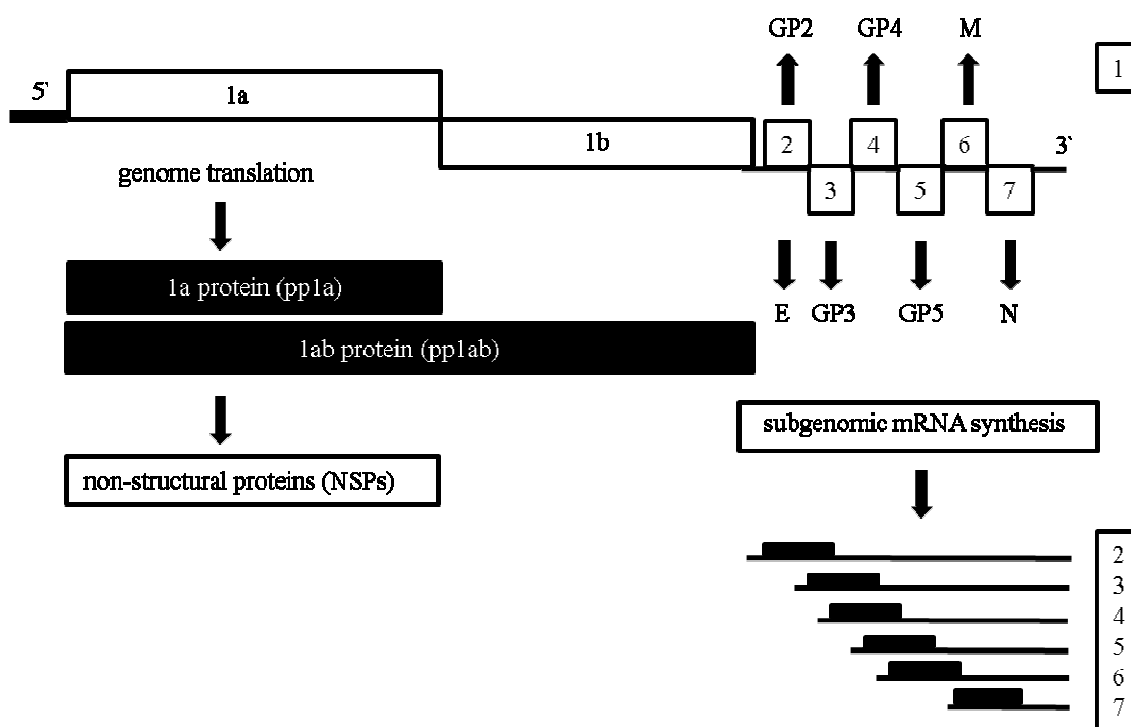 GP2 GP4 M
1
5`
1a
1b
2 4 6
3`
3 5 7
genome translation
1a protein (pp1a)
E GP3 GP5 N
1ab protein (pp1ab)
subgenomic mRNA synthesis
non-structural proteins (NSPs)
2
3
4
5
6
7